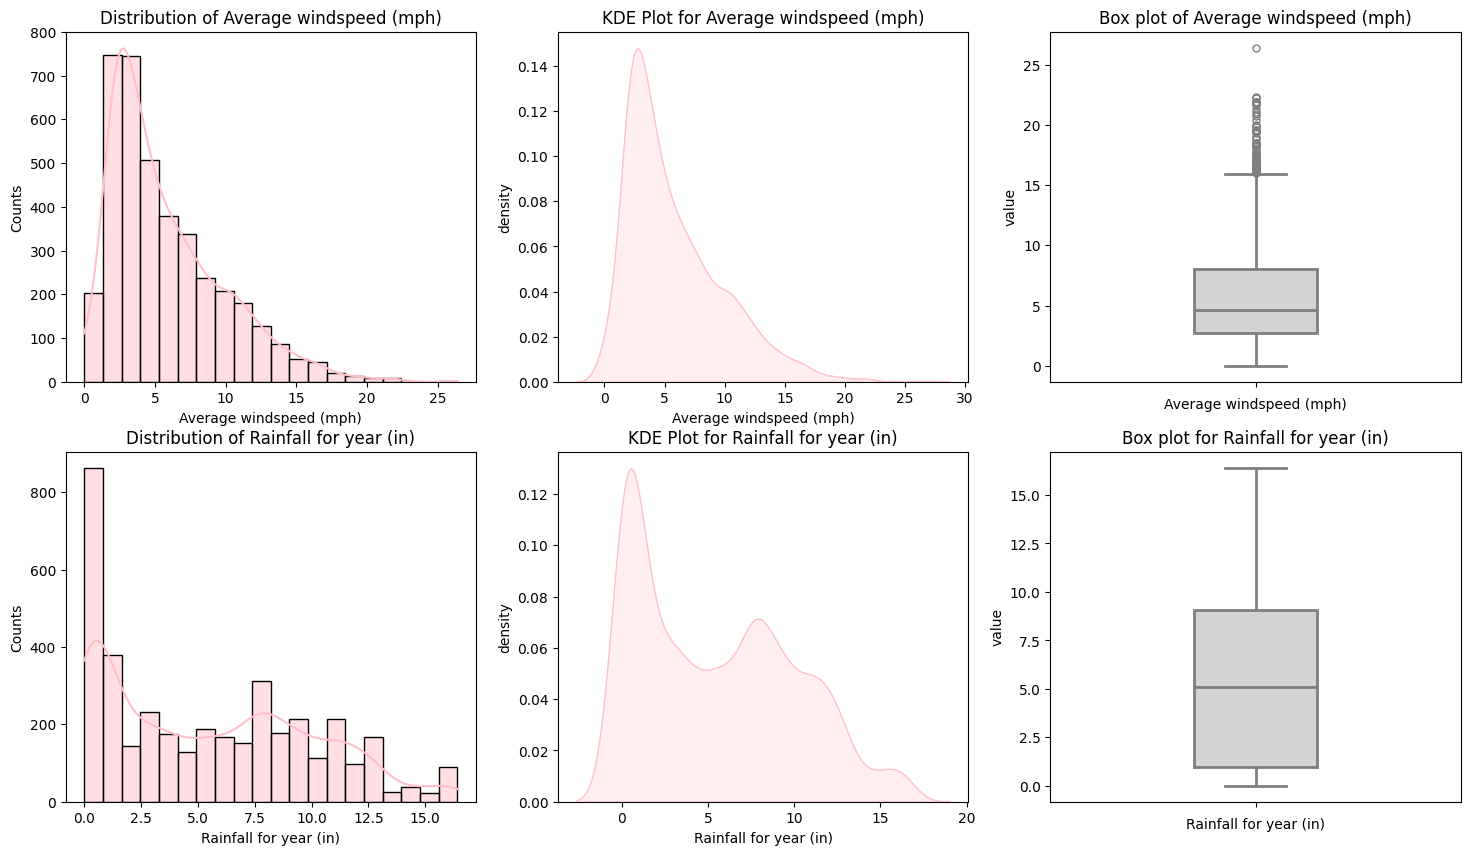 Distribution of Average windspeed (mph)
800
700
600
500
400
300
200
100
0
Counts
0 5 10 15 20 25
Average windspeed (mph)
KDE Plot for Average windspeed (mph)
0.14
0.12
0.10
0.08
0.06
0.04
0.02
0.00
density
0 5 10 15 20 25 30
Average windspeed (mph)
Box plot of Average windspeed (mph)
25
20
15
10
5
0
value
Average windspeed (mph)
Distribution of Rainfall for year (in)
800
600
400
200
0
Counts
0.0 2.5 5.0 7.5 10.0 12.5 15.0
Rainfall for year (in)
KDE Plot for Rainfall for year (in)
0.12
0.10
0.08
0.06
0.04
0.02
0.00
density
0 5 10 15 20
Rainfall for year (in)
Box plot for Rainfall for year (in)
15.0
12.5
10.0
7.5
5.0
2.5
0.0
value
Rainfall for year (in)